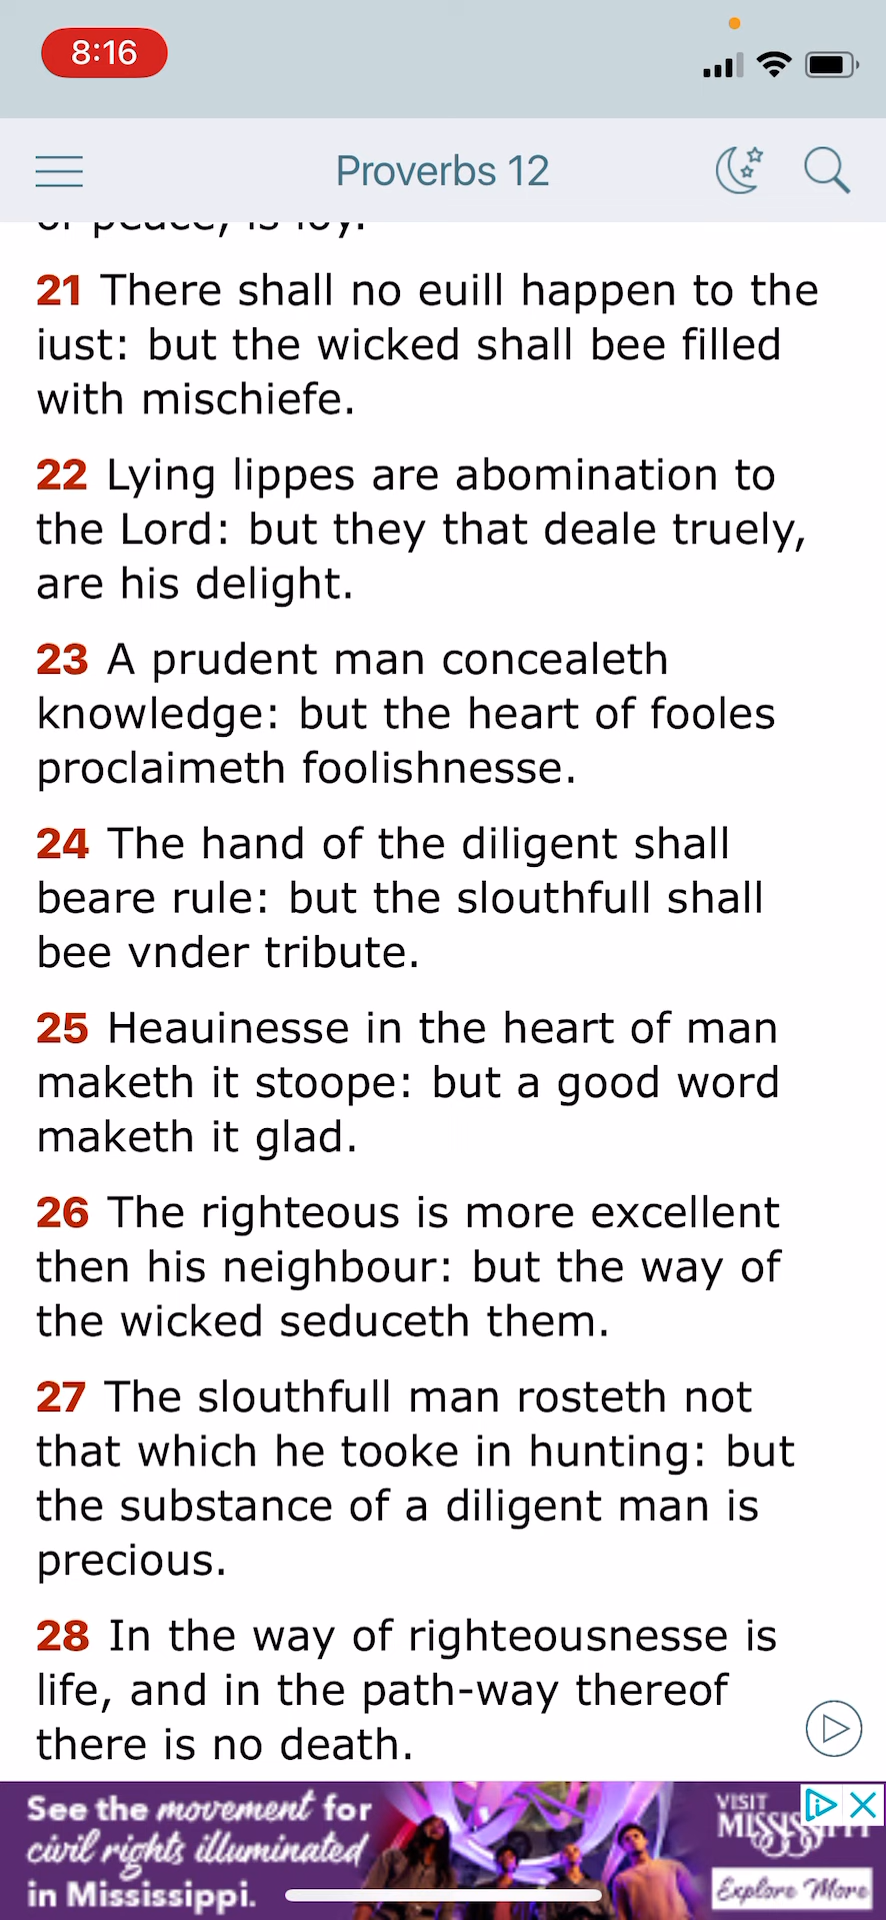 8:16
Proverbs 12
of peace, is ioy.
21 There shall no euill happen to the
iust: but the wicked shall bee filled
with mischiefe.
22 Lying lippes are abomination to
the Lord: but they that deale truely,
are his delight.
23 A prudent man concealeth
knowledge: but the heart of fooles
proclaimeth foolishnesse.
24 The hand of the diligent shall
beare rule: but the slouthfull shall
bee vnder tribute.
25 Heauinesse in the heart of man
maketh it stoope: but a good word
maketh it glad.
26 The righteous is more excellent
then his neighbour: but the way of
the wicked seduceth them.
27 The slouthfull man rosteth not
that which he tooke in hunting: but
the substance of a diligent man is
precious.
28 In the way of righteousnesse is
life, and in the path-way thereof
there is no death.
See the movement for
civil rights illuminated
in Mississippi.
VISIT
MISSISSIPPI
Explore More